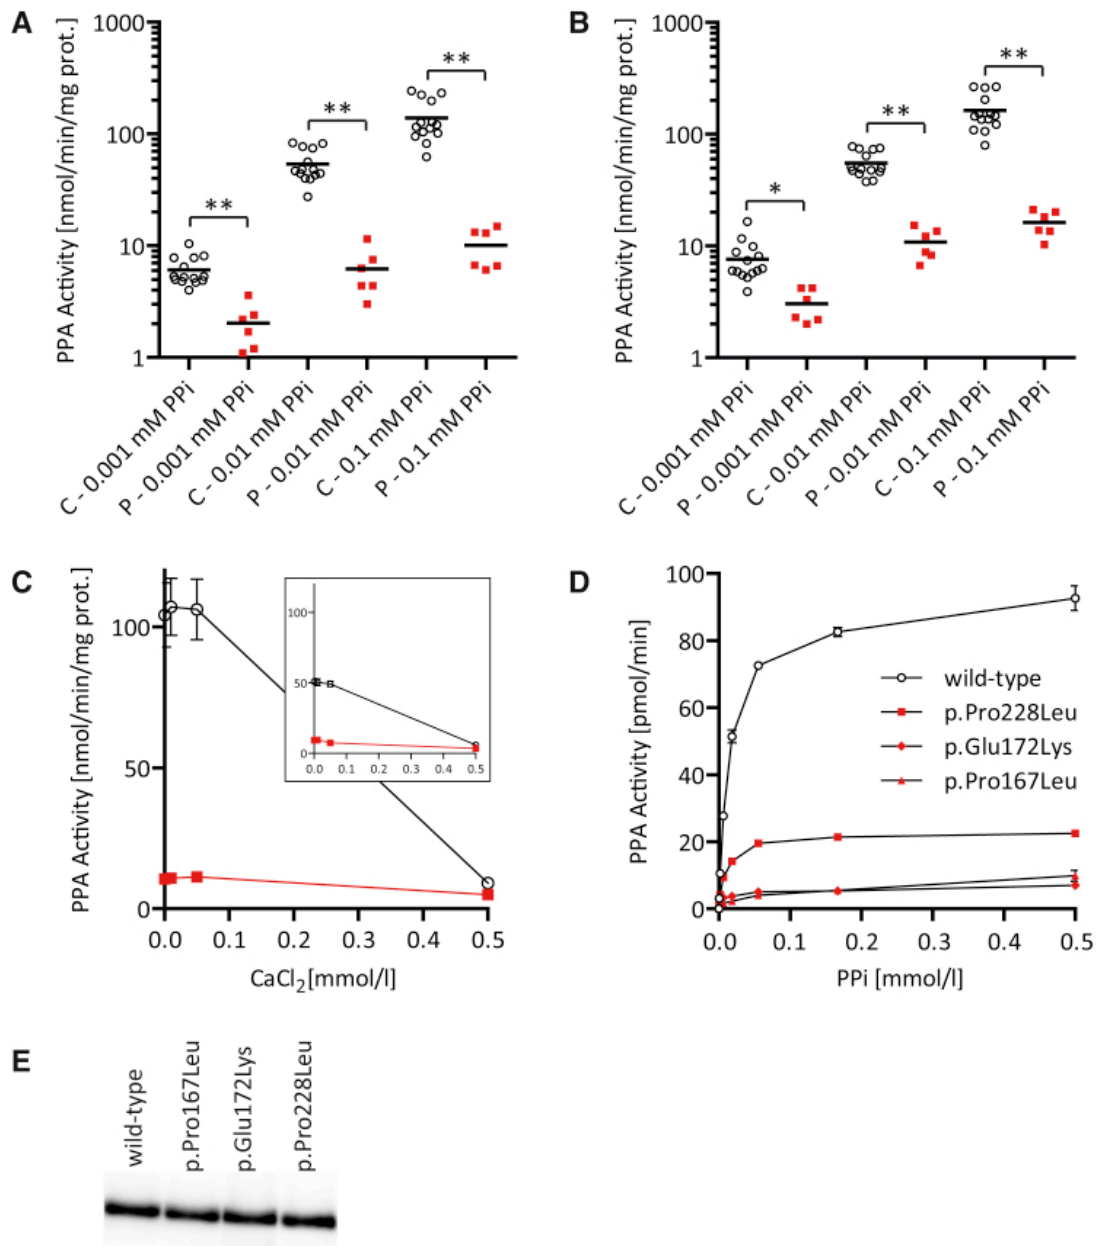 A
PPA Activity [nmol/min/mg prot.]
1000
100
10
1
**
**
**
C - 0.001 mM PPi
P - 0.001 mM PPi
C - 0.01 mM PPi
P - 0.01 mM PPi
C - 0.1 mM PPi
P - 0.1 mM PPi
B
PPA Activity [nmol/min/mg prot.]
1000
100
10
1
*
**
**
C - 0.001 mM PPi
P - 0.001 mM PPi
C - 0.01 mM PPi
P - 0.01 mM PPi
C - 0.1 mM PPi
P - 0.1 mM PPi
C
PPA Activity [nmol/min/mg prot.]
100
50
0
0.0 0.1 0.2 0.3 0.4 0.5
CaCl2[mmol/l]
100
50
0
0.0 0.1 0.2 0.3 0.4 0.5
D
PPA Activity [pmol/min]
100
80
60
40
20
0
0.0 0.1 0.2 0.3 0.4 0.5
PPi [mmol/l]
wild-type
p.Pro228Leu
p.Glu172Lys
p.Pro167Leu
E
wild-type
p.Pro167Leu
p.Glu172Lys
p.Pro228Leu